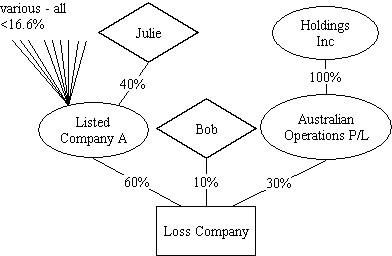 various - all
<16.6%
Julie
Holdings
Inc
40%
100%
Listed
Company A
Bob
Australian
Operations P/L
60%
10%
30%
Loss Company